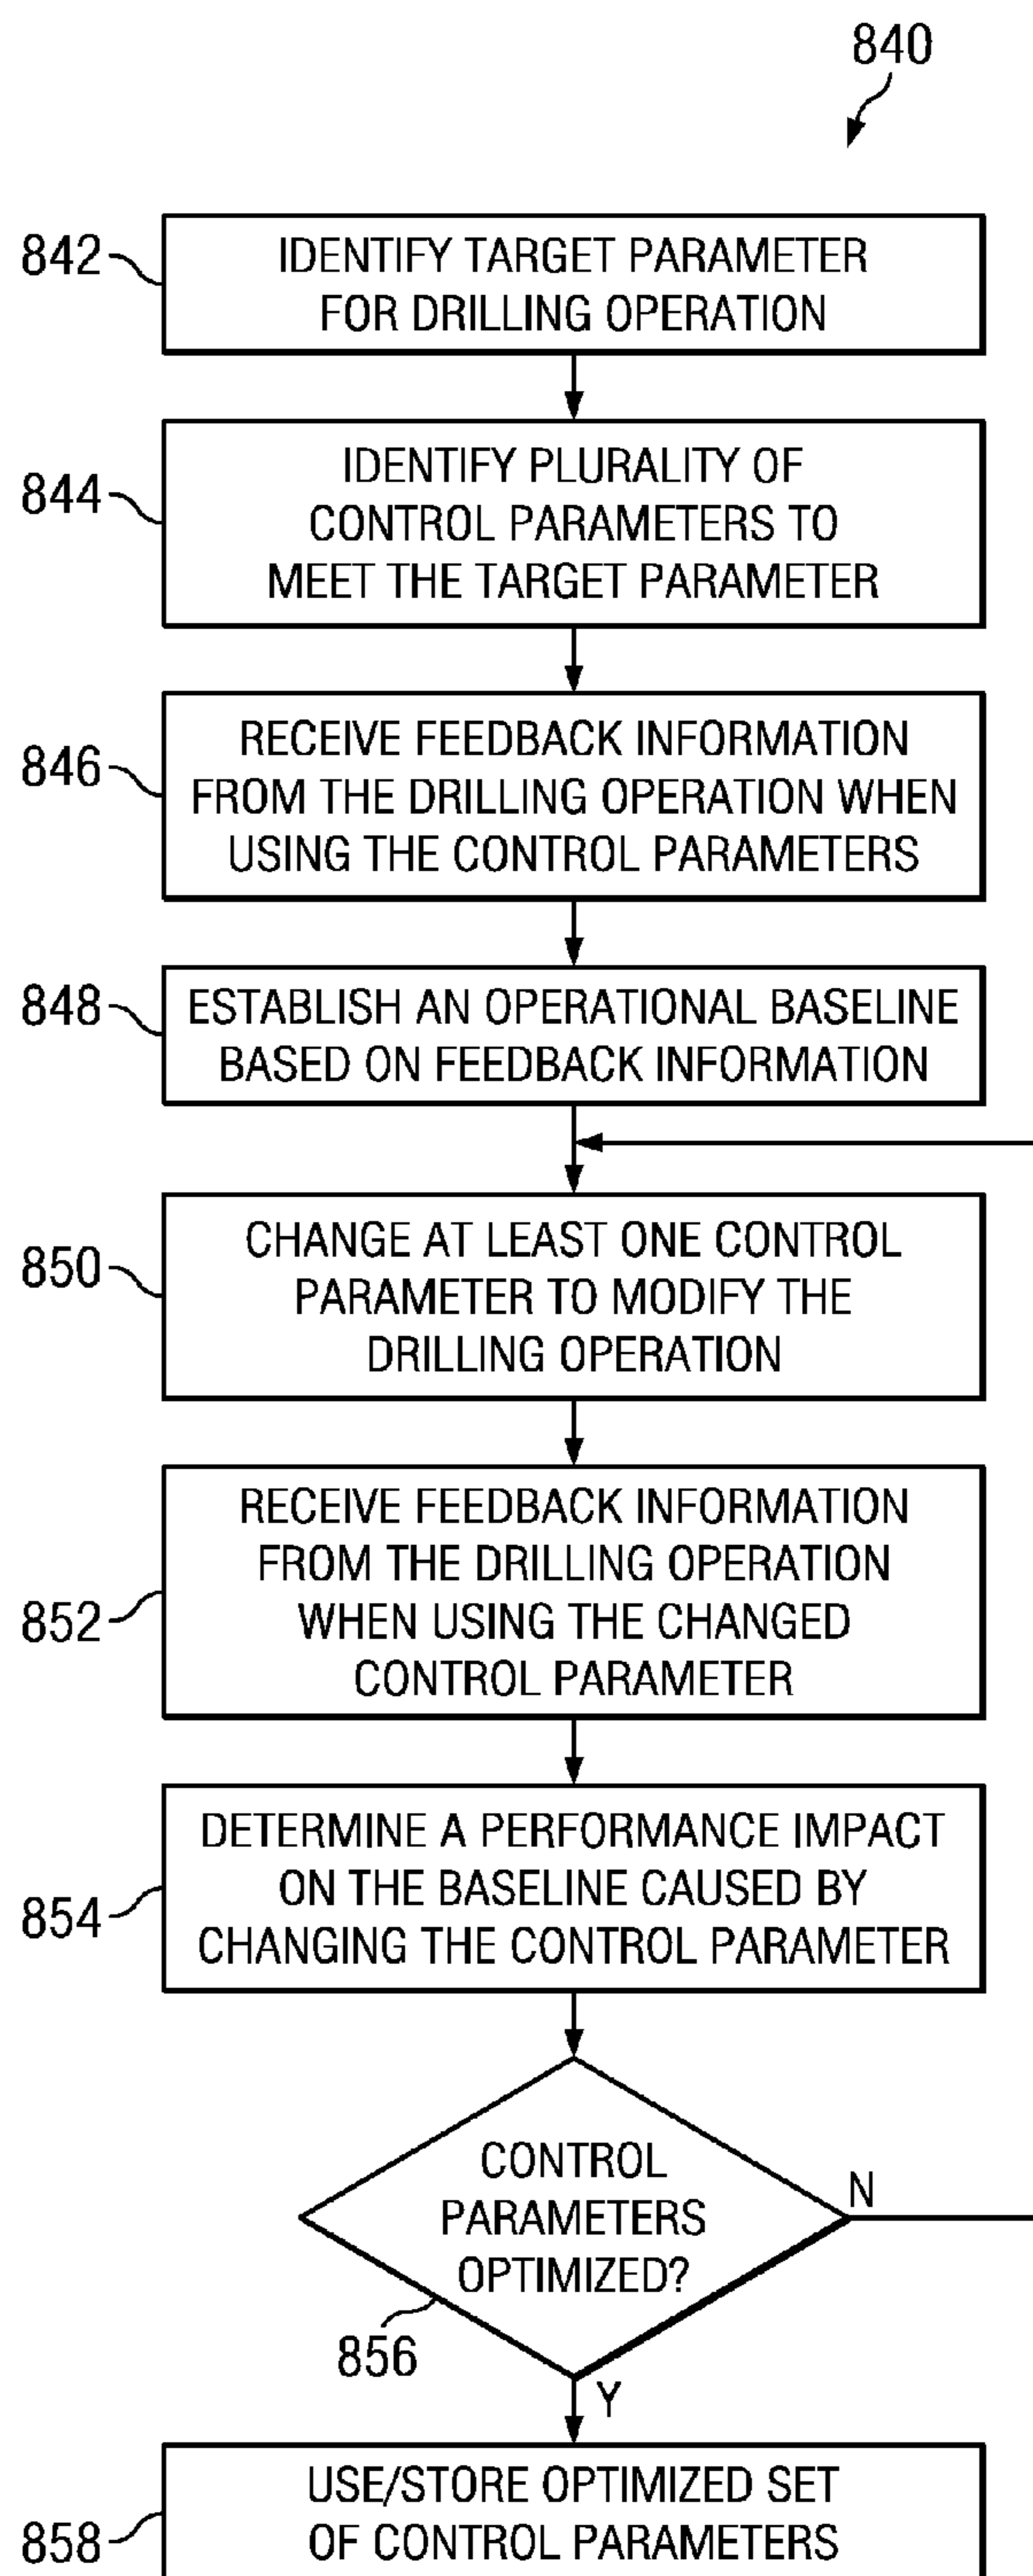 840
842
IDENTIFY TARGET PARAMETER
FOR DRILLING OPERATION
844
IDENTIFY PLURALITY OF
CONTROL PARAMETERS TO
MEET THE TARGET PARAMETER
846
RECEIVE FEEDBACK INFORMATION
FROM THE DRILLING OPERATION WHEN
USING THE CONTROL PARAMETERS
848
ESTABLISH AN OPERATIONAL BASELINE
BASED ON FEEDBACK INFORMATION
850
CHANGE AT LEAST ONE CONTROL
PARAMETER TO MODIFY THE
DRILLING OPERATION
852
RECEIVE FEEDBACK INFORMATION
FROM THE DRILLING OPERATION
WHEN USING THE CHANGED
CONTROL PARAMETER
854
DETERMINE A PERFORMANCE IMPACT
ON THE BASELINE CAUSED BY
CHANGING THE CONTROL PARAMETER
CONTROL
PARAMETERS
OPTIMIZED?
N
856
Y
858
USE/STORE OPTIMIZED SET
OF CONTROL PARAMETERS